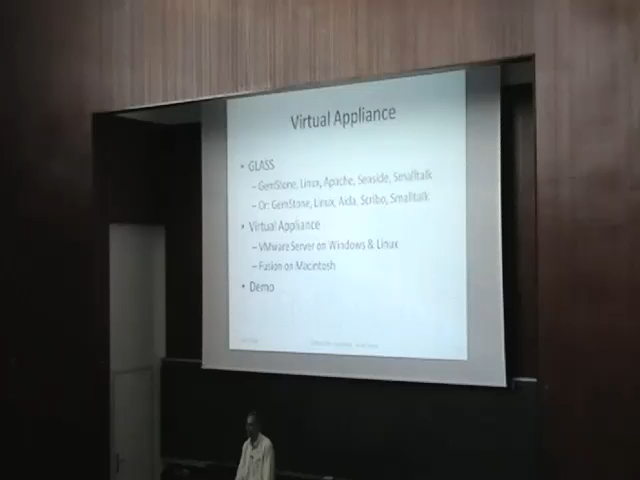 Virtual Appliance
• GLASS
– GemStone, Linux, Apache, Seaside, Smalltalk
– Or: GemStone, Linux, Aida, Scribo, Smalltalk
• Virtual Appliance
– VMware Server on Windows & Linux
– Fusion on Macintosh
• Demo